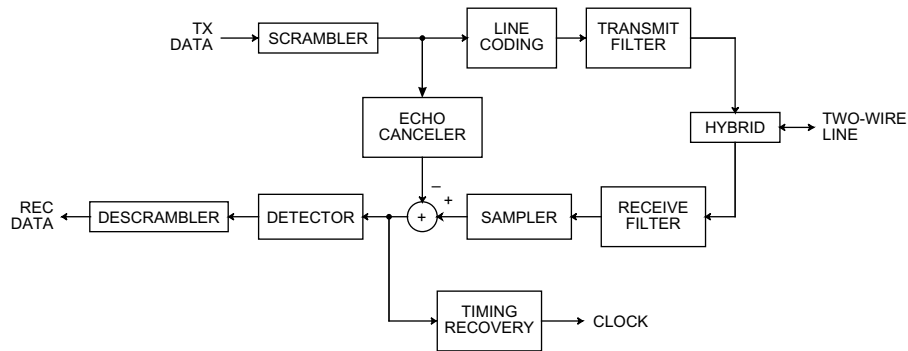 TX
DATA
SCRAMBLER
LINE
CODING
TRANSMIT
FILTER
ECHO
CANCELER
HYBRID
TWO-WIRE
LINE
–
+
REC
DATA
DESCRAMBLER
DETECTOR
+
SAMPLER
RECEIVE
FILTER
TIMING
RECOVERY
CLOCK